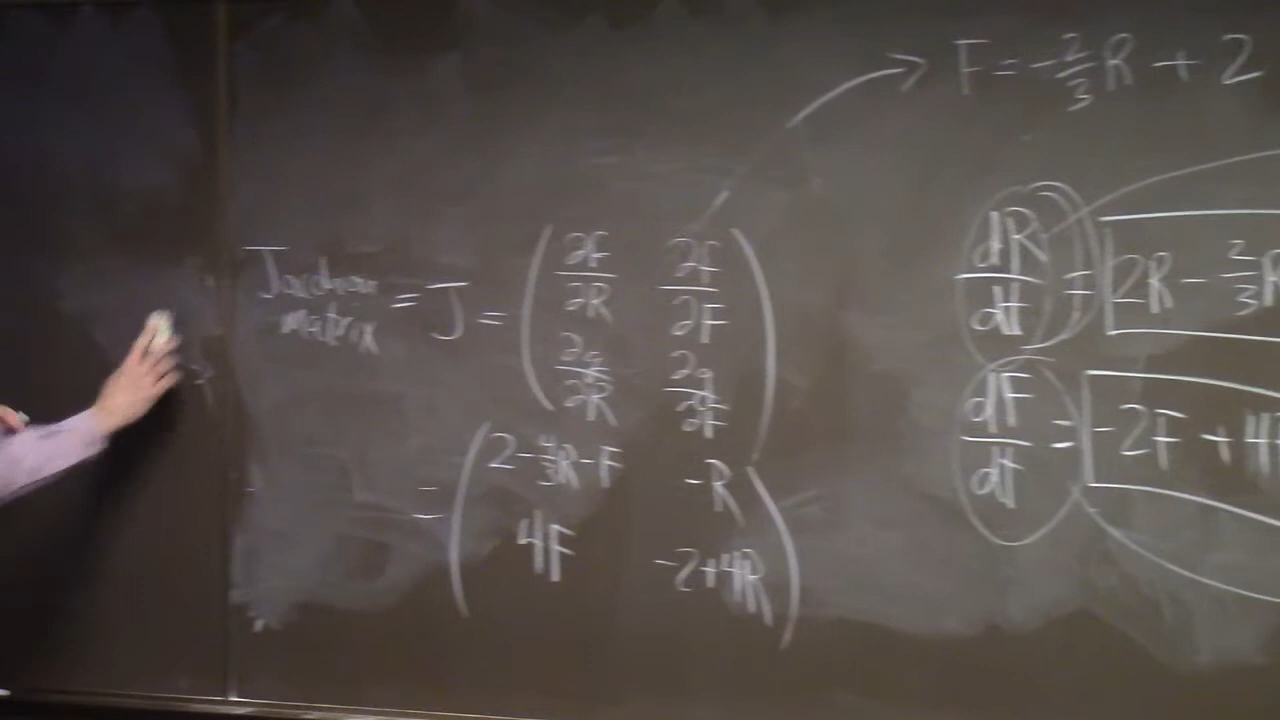 F = -2/3 R + 2
Jacobian matrix = J = ( ∂F/∂R ∂F/∂F
∂g/∂R ∂g/∂F )
= ( 2 - 4/3 R - F -R
4F -2+4R )
dR/dt = 2R - 2/3 R
dF/dt = -2F + 4